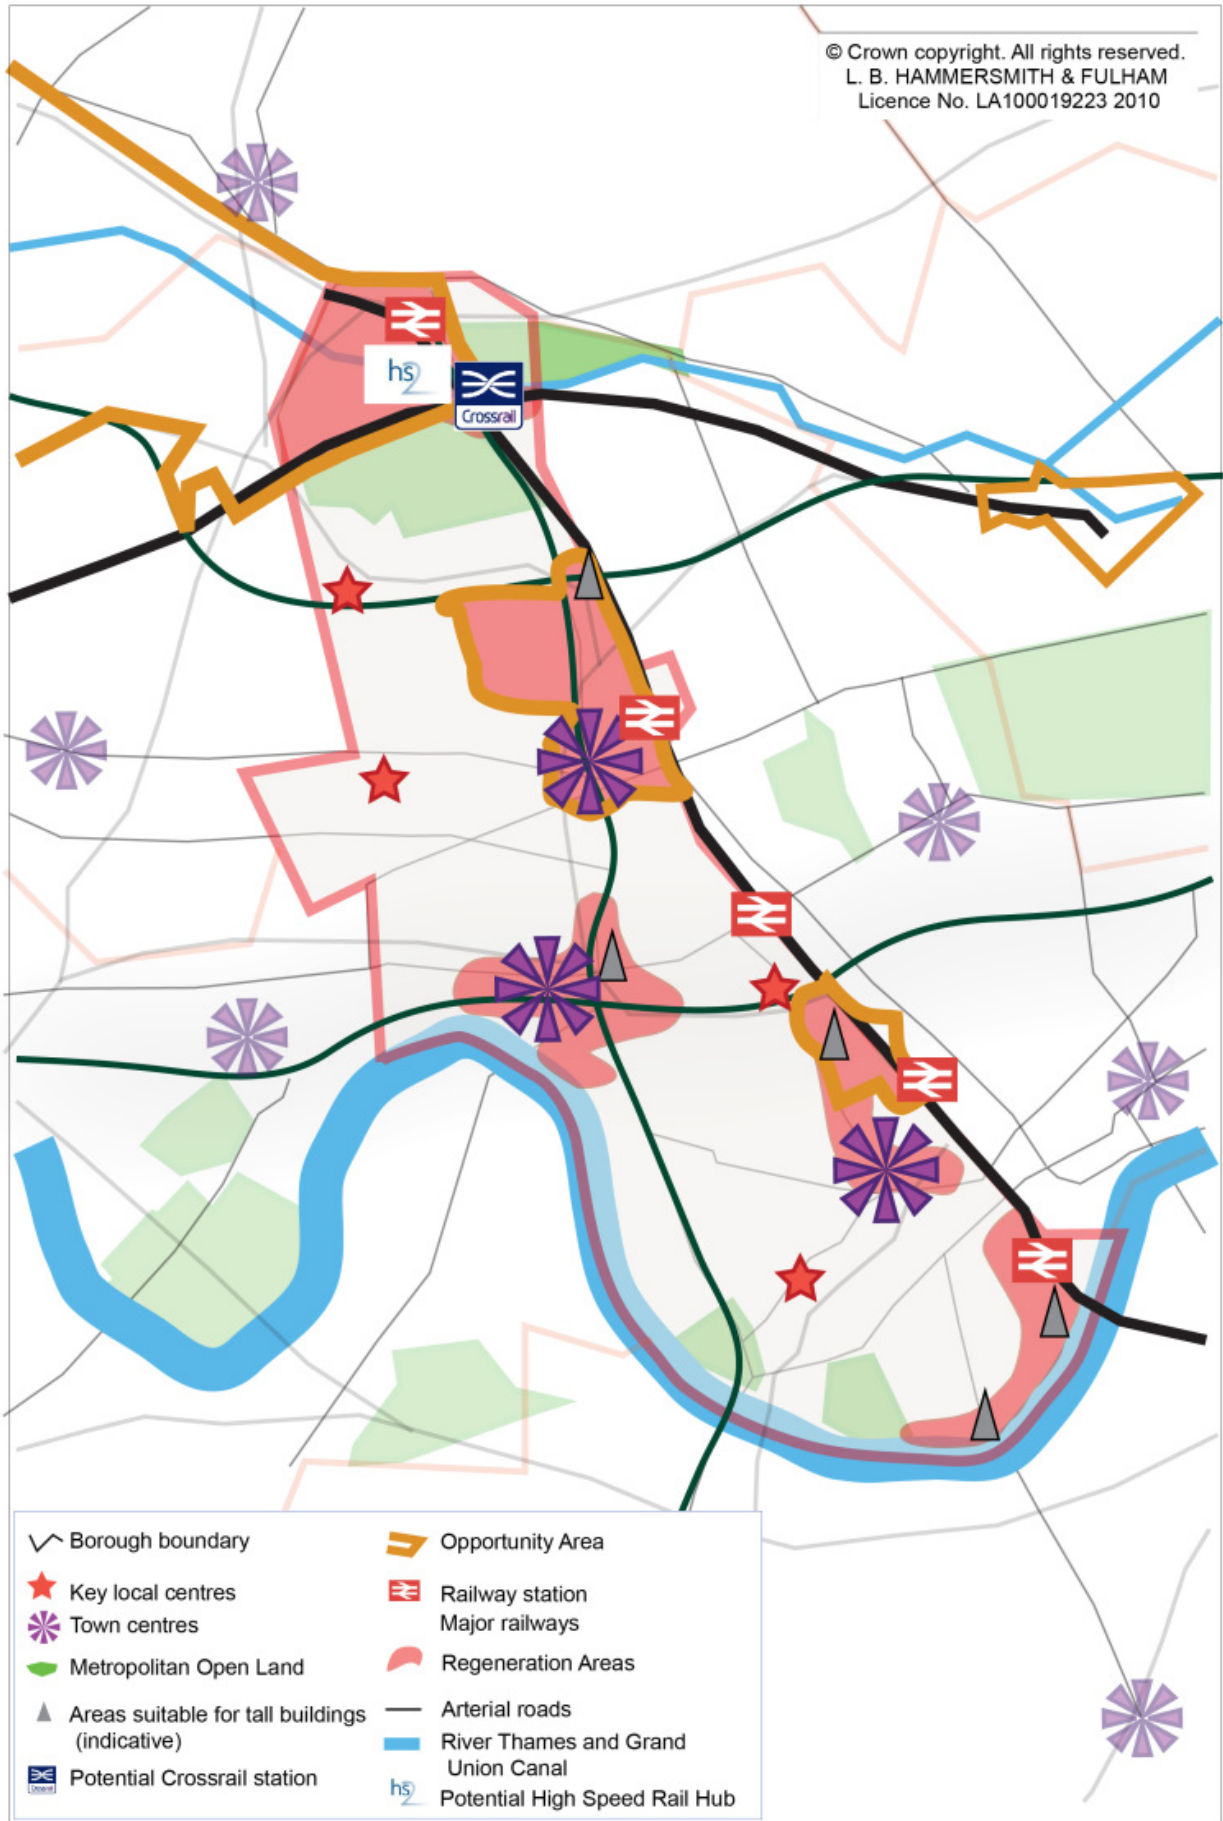 © Crown copyright. All rights reserved.
L. B. HAMMERSMITH & FULHAM
Licence No. LA100019223 2010
hs2
Crossrail
Borough boundary
Key local centres
Town centres
Metropolitan Open Land
Areas suitable for tall buildings
(indicative)
Crossrail
Potential Crossrail station
Opportunity Area
Railway station
Major railways
Regeneration Areas
Arterial roads
River Thames and Grand
Union Canal
hs2
Potential High Speed Rail Hub